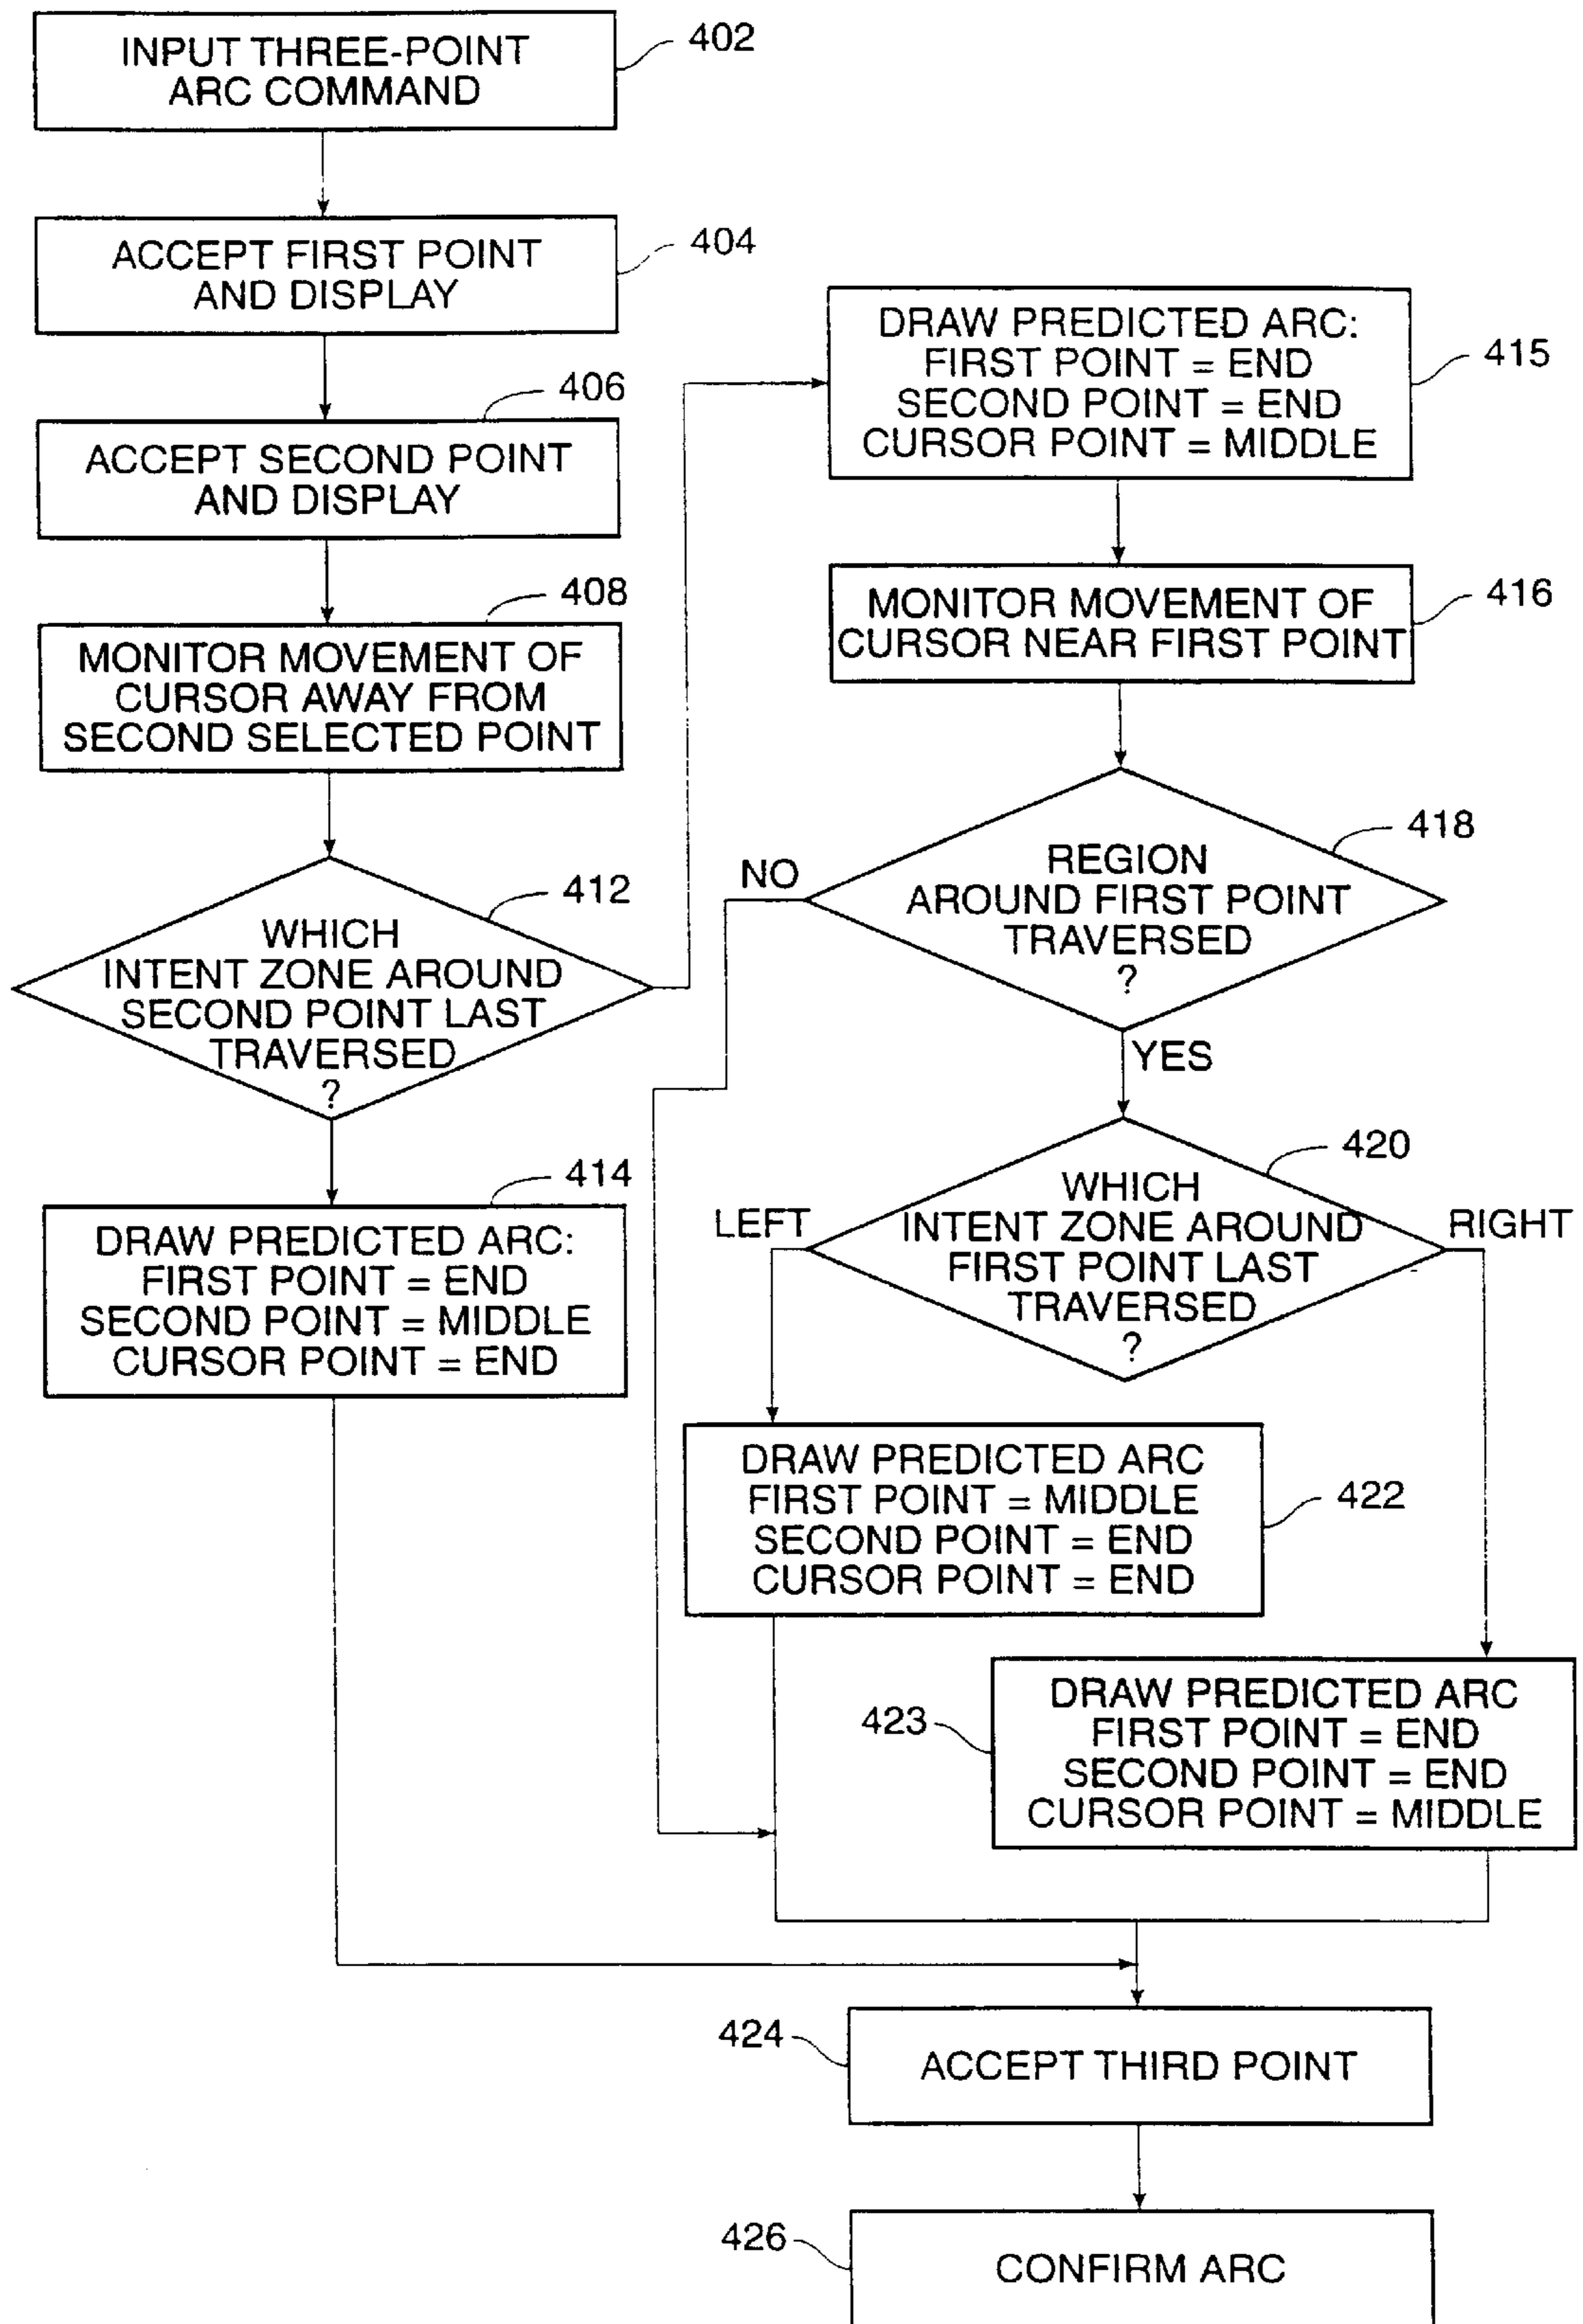 INPUT THREE-POINT
ARC COMMAND
402
ACCEPT FIRST POINT
AND DISPLAY
404
406
ACCEPT SECOND POINT
AND DISPLAY
408
MONITOR MOVEMENT OF
CURSOR AWAY FROM
SECOND SELECTED POINT
412
WHICH
INTENT ZONE AROUND
SECOND POINT LAST
TRAVERSED
?
414
DRAW PREDICTED ARC:
FIRST POINT = END
SECOND POINT = MIDDLE
CURSOR POINT = END
DRAW PREDICTED ARC:
FIRST POINT = END
SECOND POINT = END
CURSOR POINT = MIDDLE
415
MONITOR MOVEMENT OF
CURSOR NEAR FIRST POINT
416
418
NO
REGION
AROUND FIRST POINT
TRAVERSED
?
YES
420
LEFT
WHICH
INTENT ZONE AROUND
FIRST POINT LAST
TRAVERSED
?
RIGHT
DRAW PREDICTED ARC
FIRST POINT = MIDDLE
SECOND POINT = END
CURSOR POINT = END
422
423
DRAW PREDICTED ARC
FIRST POINT = END
SECOND POINT = END
CURSOR POINT = MIDDLE
424
ACCEPT THIRD POINT
426
CONFIRM ARC